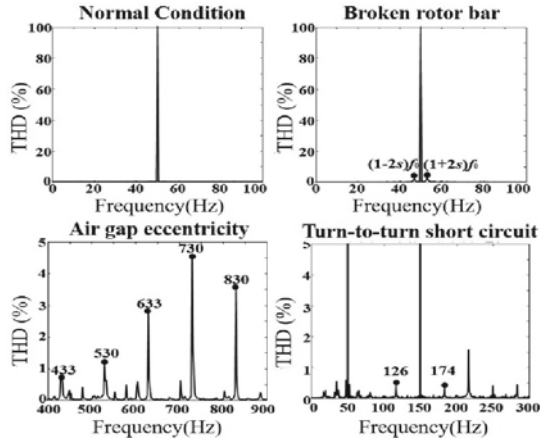 Normal Condition
THD (%)
100
80
60
40
20
0
0 20 40 60 80 100
Frequency(Hz)
Broken rotor bar
THD (%)
100
80
60
40
20
0
(1-2s)f₀ (1+2s)f₀
0 20 40 60 80 100
Frequency(Hz)
Air gap eccentricity
THD (%)
5
4
3
2
1
0
433
530
633
730
830
400 500 600 700 800 900
Frequency(Hz)
Turn-to-turn short circuit
THD (%)
5
4
3
2
1
0
126
174
0 50 100 150 200 250 300
Frequency(Hz)